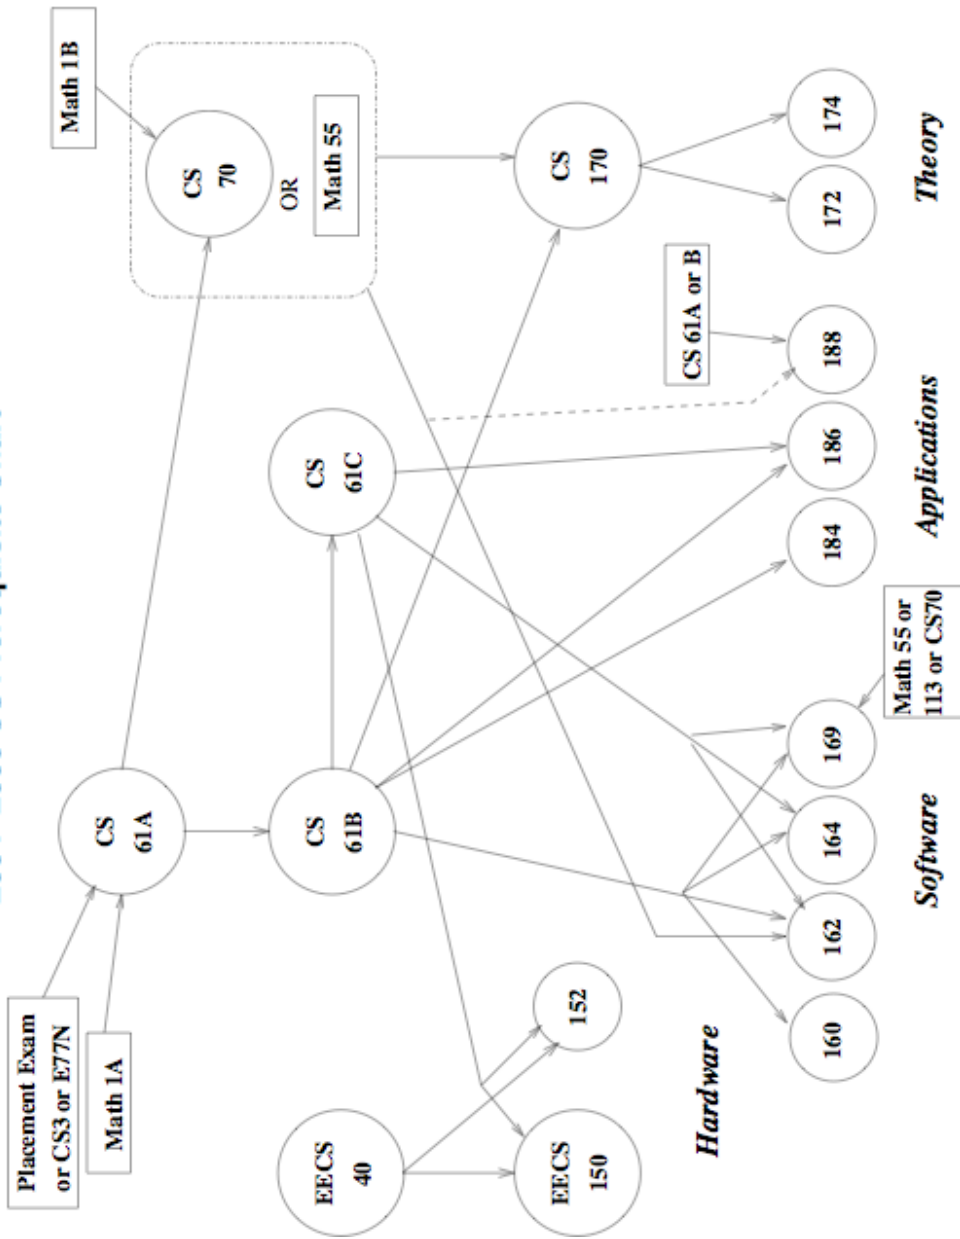 Placement Exam
or CS3 or E77N
Math 1A
CS
61A
Math 1B
CS
70
OR
Math 55
EECS
40
CS
61B
CS
61C
EECS
150
152
CS
170
CS 61A or B
Hardware
160
162
164
169
184
186
188
172
174
Math 55 or
113 or CS70
Software
Applications
Theory